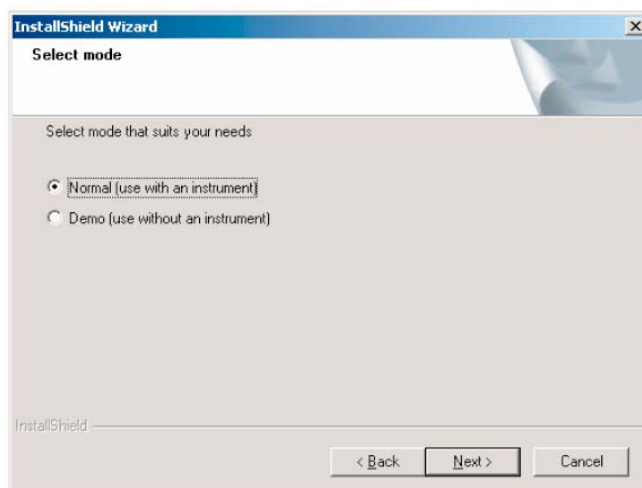 InstallShield Wizard
Select mode
Select mode that suits your needs
Normal (use with an instrument)
Demo (use without an instrument)
InstallShield
< Back Next > Cancel